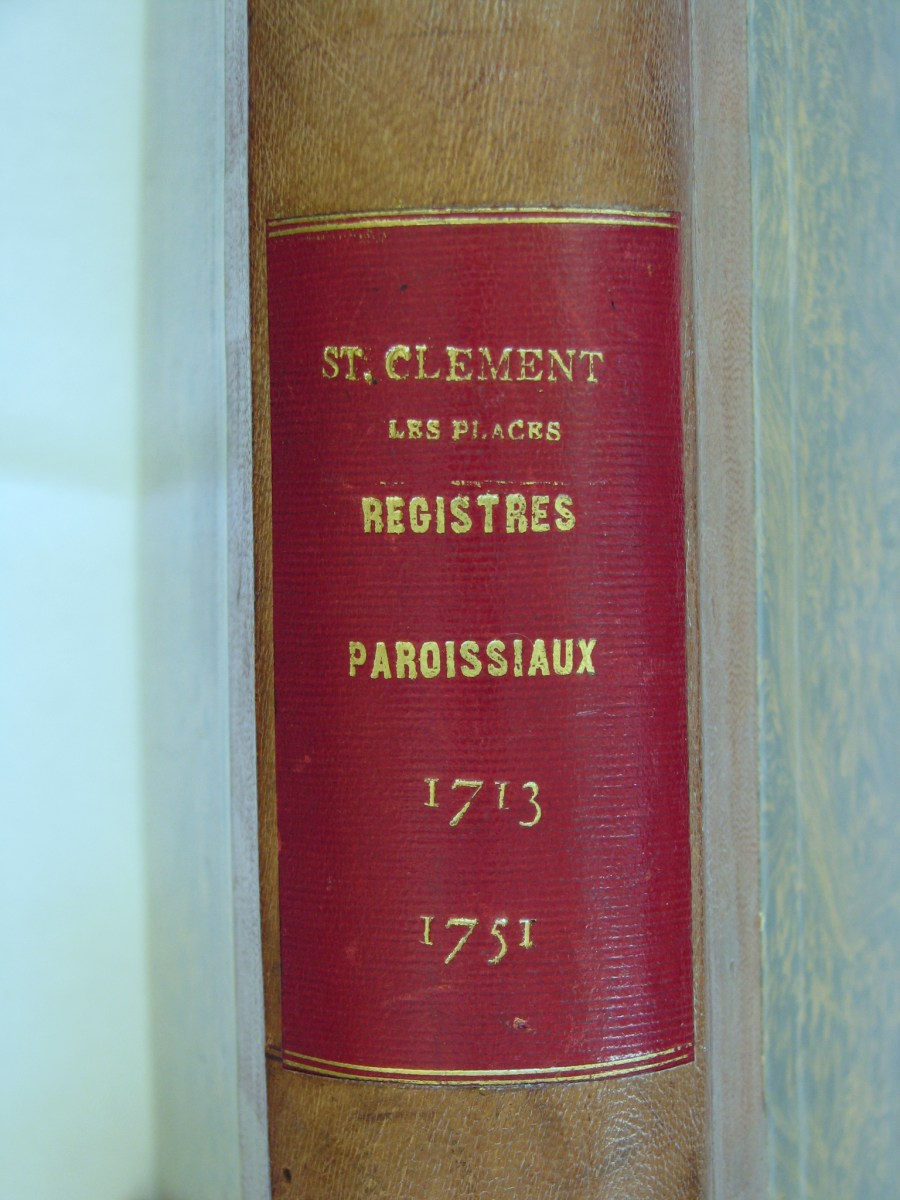 ST. CLEMENT
LES PLACES
REGISTRES
PAROISSIAUX
1713
1751